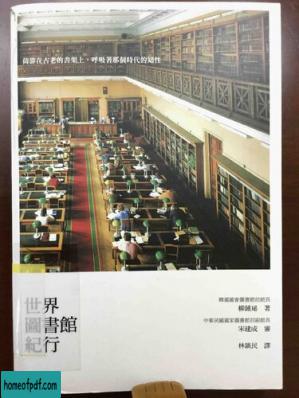 倘徉在古老的書架上，呼吸著那個時代的知性
世界
圖書館
紀行
韓國國會圖書館前館長
柳鍾珌 著
中華民國國家圖書館前副館長
宋建成 審
林鎮民 譯
homeofpdf.com